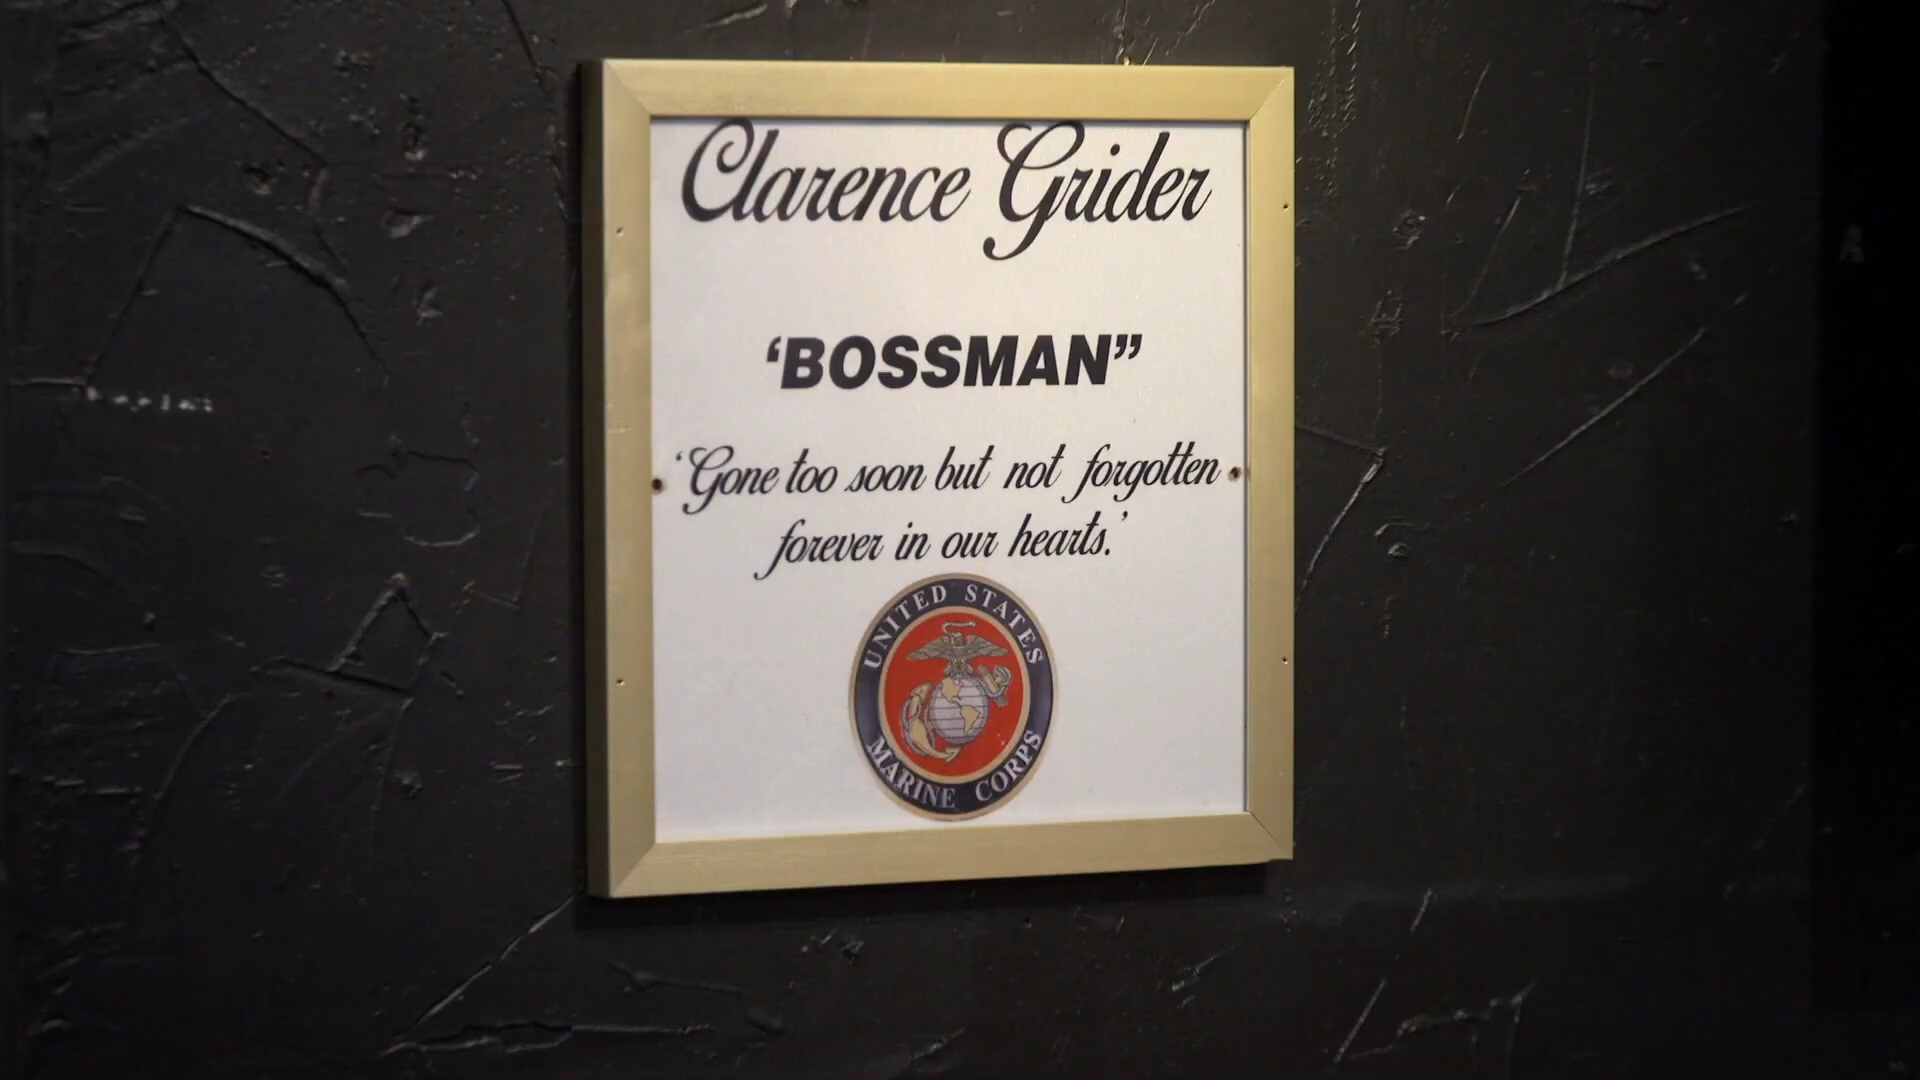 Clarence Grider
‘BOSSMAN”
‘Gone too soon but not forgotten
forever in our hearts.’
UNITED STATES
MARINE CORPS